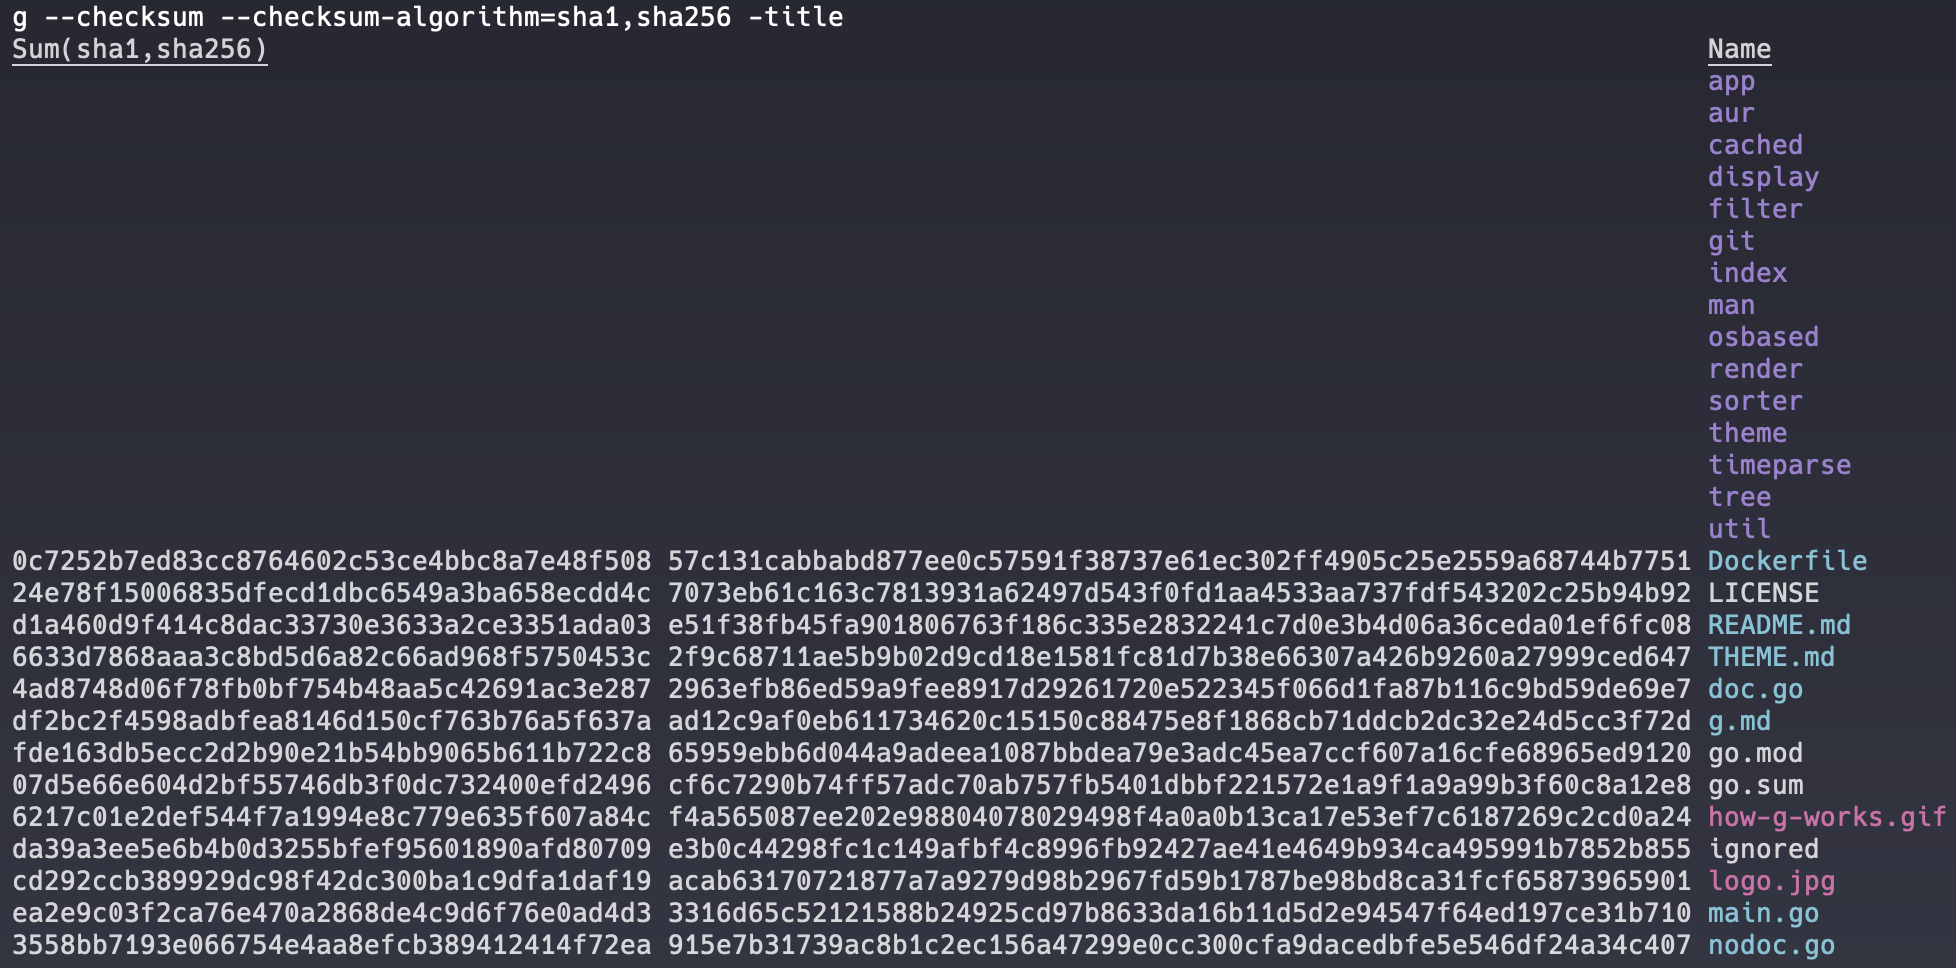 g --checksum --checksum-algorithm=sha1,sha256 -title
Sum(sha1,sha256) Name
app
aur
cached
display
filter
git
index
man
osbased
render
sorter
theme
timeparse
tree
util
0c7252b7ed83cc8764602c53ce4bbc8a7e48f508 57c131cabbabd877ee0c57591f38737e61ec302ff4905c25e2559a68744b7751 Dockerfile
24e78f15006835dfecd1dbc6549a3ba658ecdd4c 7073eb61c163c7813931a62497d543f0fd1aa4533aa737fdf543202c25b94b92 LICENSE
d1a460d9f414c8dac33730e3633a2ce3351ada03 e51f38fb45fa901806763f186c335e2832241c7d0e3b4d06a36ceda01ef6fc08 README.md
6633d7868aaa3c8bd5d6a82c66ad968f5750453c 2f9c68711ae5b9b02d9cd18e1581fc81d7b38e66307a426b9260a27999ced647 THEME.md
4ad8748d06f78fb0bf754b48aa5c42691ac3e287 2963efb86ed59a9fee8917d29261720e522345f066d1fa87b116c9bd59de69e7 doc.go
df2bc2f4598adbfea8146d150cf763b76a5f637a ad12c9af0eb611734620c15150c88475e8f1868cb71ddcb2dc32e24d5cc3f72d g.md
fde163db5ecc2d2b90e21b54bb9065b611b722c8 65959ebb6d044a9adeea1087bbdea79e3adc45ea7ccf607a16cfe68965ed9120 go.mod
07d5e66e604d2bf55746db3f0dc732400efd2496 cf6c7290b74ff57adc70ab757fb5401dbbf221572e1a9f1a9a99b3f60c8a12e8 go.sum
6217c01e2def544f7a1994e8c779e635f607a84c f4a565087ee202e98804078029498f4a0a0b13ca17e53ef7c6187269c2cd0a24 how-g-works.gif
da39a3ee5e6b4b0d3255bfef95601890afd80709 e3b0c44298fc1c149afbf4c8996fb92427ae41e4649b934ca495991b7852b855 ignored
cd292ccb389929dc98f42dc300ba1c9dfa1daf19 acab63170721877a7a9279d98b2967fd59b1787be98bd8ca31fcf65873965901 logo.jpg
ea2e9c03f2ca76e470a2868de4c9d6f76e0ad4d3 3316d65c52121588b24925cd97b8633da16b11d5d2e94547f64ed197ce31b710 main.go
3558bb7193e066754e4aa8efcb389412414f72ea 915e7b31739ac8b1c2ec156a47299e0cc300cfa9dacedbfe5e546df24a34c407 nodoc.go